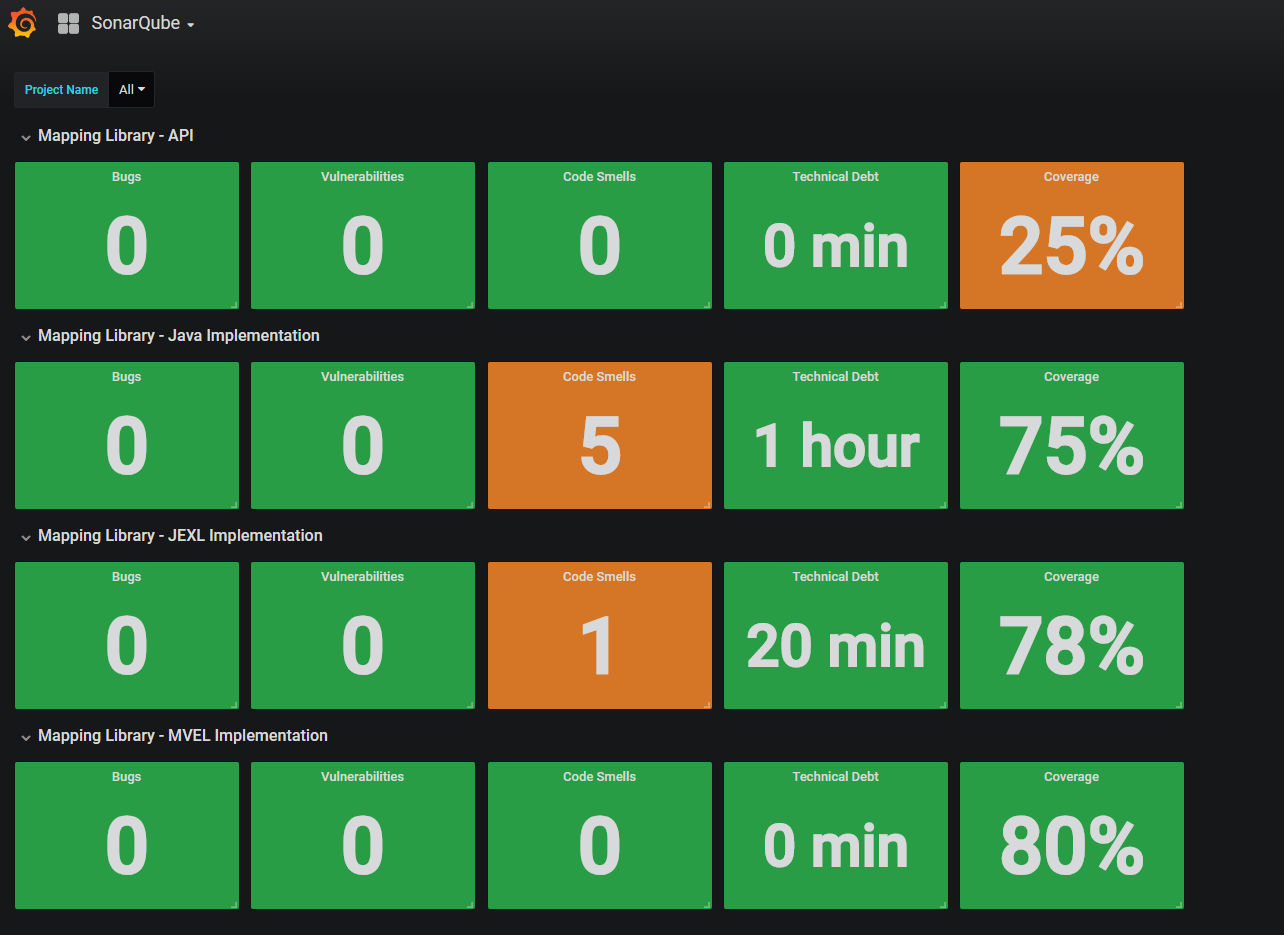 SonarQube
Project Name All
Mapping Library - API
Bugs Vulnerabilities Code Smells Technical Debt Coverage
0 0 0 0 min 25%
Mapping Library - Java Implementation
Bugs Vulnerabilities Code Smells Technical Debt Coverage
0 0 5 1 hour 75%
Mapping Library - JEXL Implementation
Bugs Vulnerabilities Code Smells Technical Debt Coverage
0 0 1 20 min 78%
Mapping Library - MVEL Implementation
Bugs Vulnerabilities Code Smells Technical Debt Coverage
0 0 0 0 min 80%